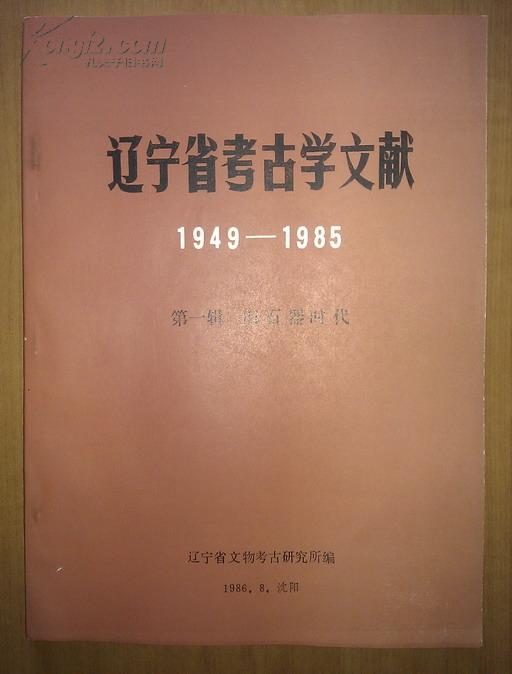 Kongfz.com
孔夫子旧书网
辽宁省考古学文献
1949—1985
第一辑 旧石器时代
辽宁省文物考古研究所编
1986.8.沈阳